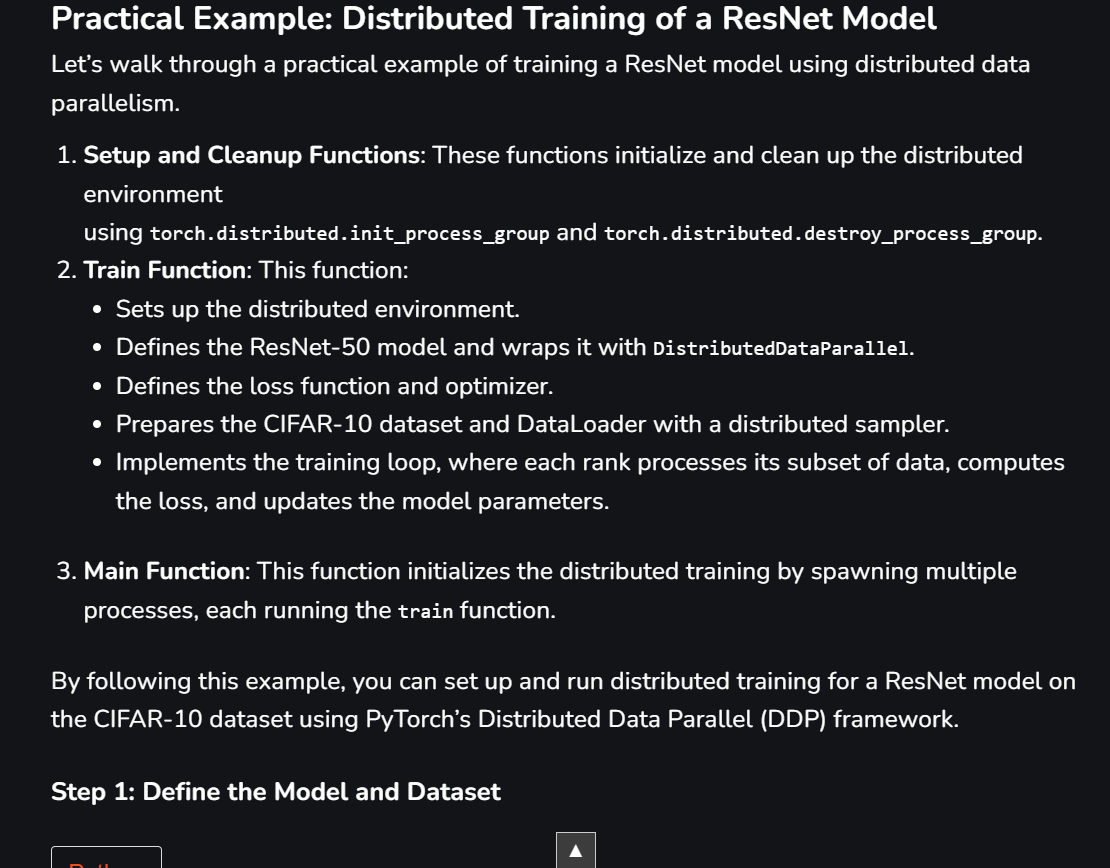 Practical Example: Distributed Training of a ResNet Model
Let’s walk through a practical example of training a ResNet model using distributed data
parallelism.
1. Setup and Cleanup Functions: These functions initialize and clean up the distributed
environment
using torch.distributed.init_process_group and torch.distributed.destroy_process_group.
2. Train Function: This function:
• Sets up the distributed environment.
• Defines the ResNet-50 model and wraps it with DistributedDataParallel.
• Defines the loss function and optimizer.
• Prepares the CIFAR-10 dataset and DataLoader with a distributed sampler.
• Implements the training loop, where each rank processes its subset of data, computes
the loss, and updates the model parameters.
3. Main Function: This function initializes the distributed training by spawning multiple
processes, each running the train function.
By following this example, you can set up and run distributed training for a ResNet model on
the CIFAR-10 dataset using PyTorch’s Distributed Data Parallel (DDP) framework.
Step 1: Define the Model and Dataset